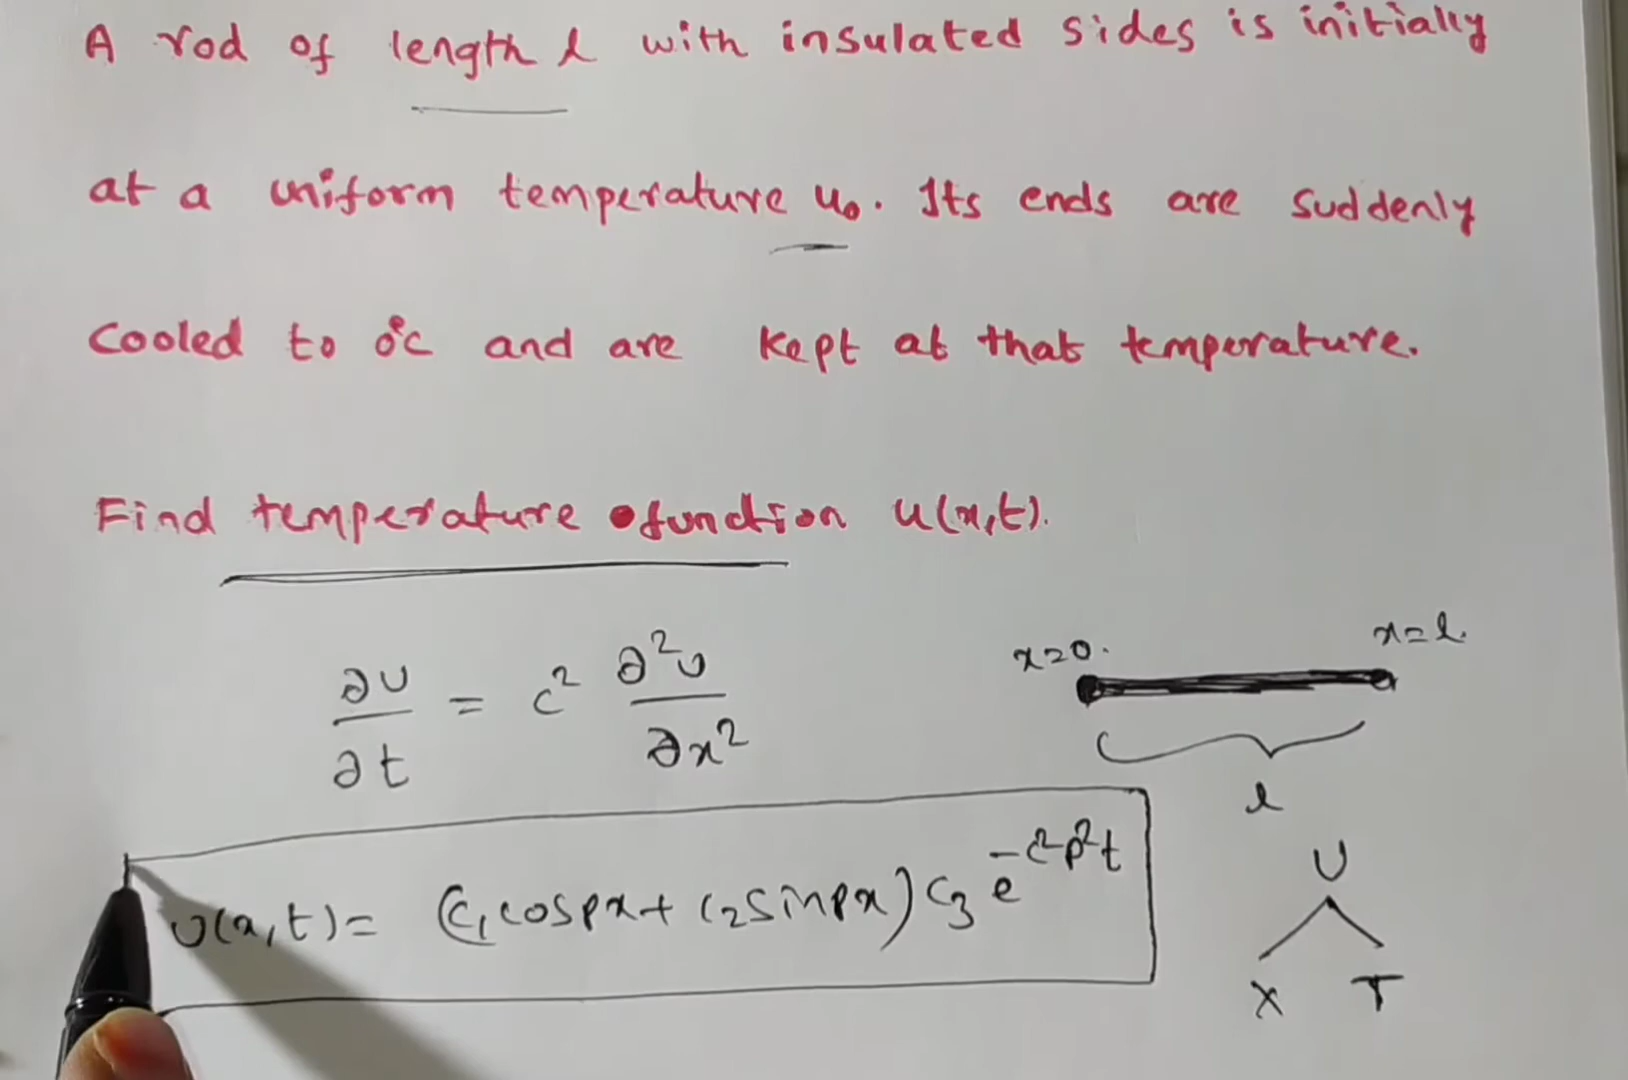 A rod of length l with insulated sides is initially
at a uniform temperature u₀. Its ends are suddenly
cooled to 0°c and are kept at that temperature.
Find temperature function u(x,t).
∂u/∂t = c² ∂²u/∂x²
x=0. x=l.
l
u(x,t) = (c₁cospx + c₂sinpx) c₃ e^-c²p²t
U
X T